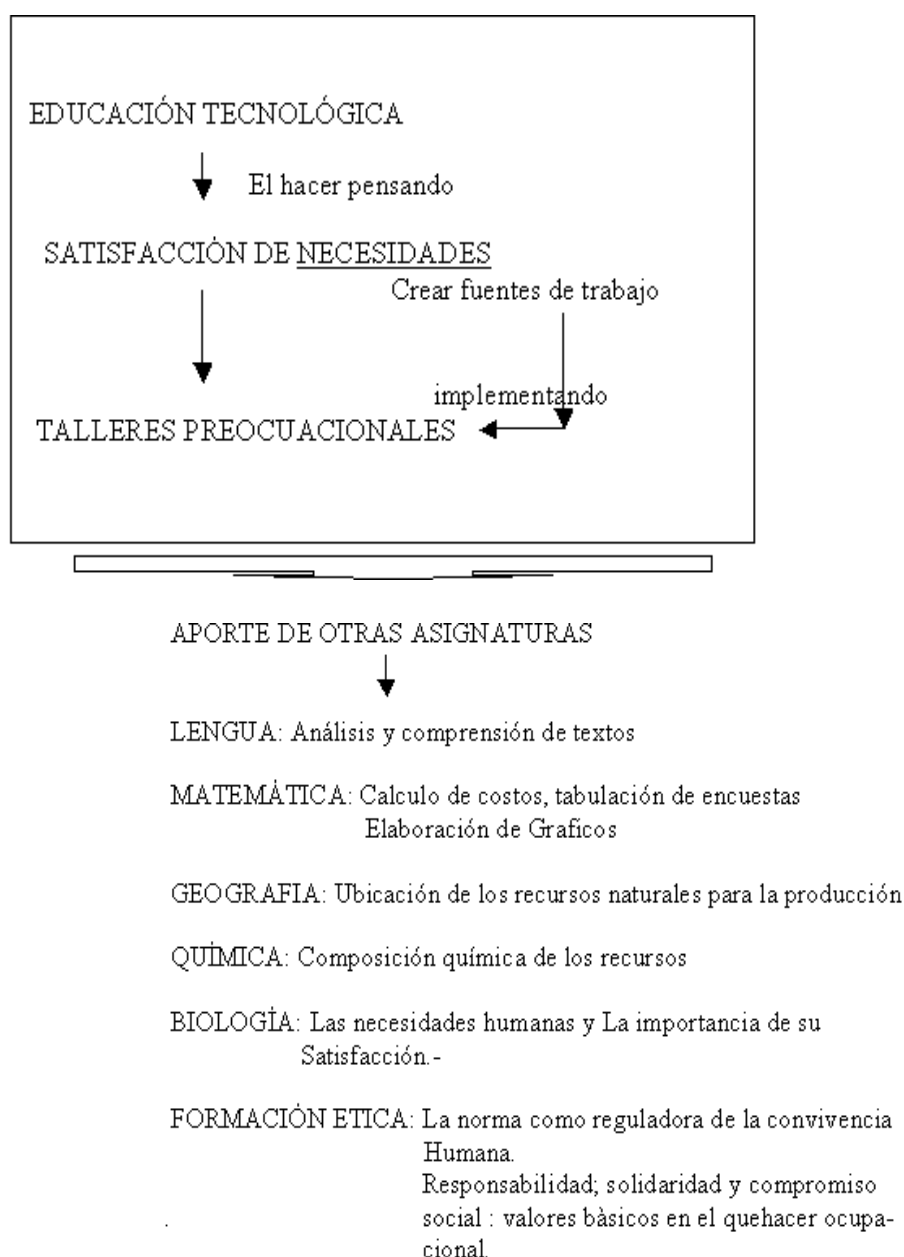 EDUCACIÓN TECNOLÓGICA
El hacer pensando
SATISFACCIÓN DE NECESIDADES
Crear fuentes de trabajo
implementando
TALLERES PREOCUACIONALES
APORTE DE OTRAS ASIGNATURAS
LENGUA: Análisis y comprensión de textos
MATEMÀTICA: Calculo de costos, tabulación de encuestas
Elaboración de Graficos
GEOGRAFIA: Ubicación de los recursos naturales para la producción
QUÌMICA: Composición química de los recursos
BIOLOGÌA: Las necesidades humanas y La importancia de su
Satisfacción.-
FORMACIÓN ETICA: La norma como reguladora de la convivencia
Humana.
Responsabilidad; solidaridad y compromiso
. social : valores bàsicos en el quehacer ocupa-
cional.